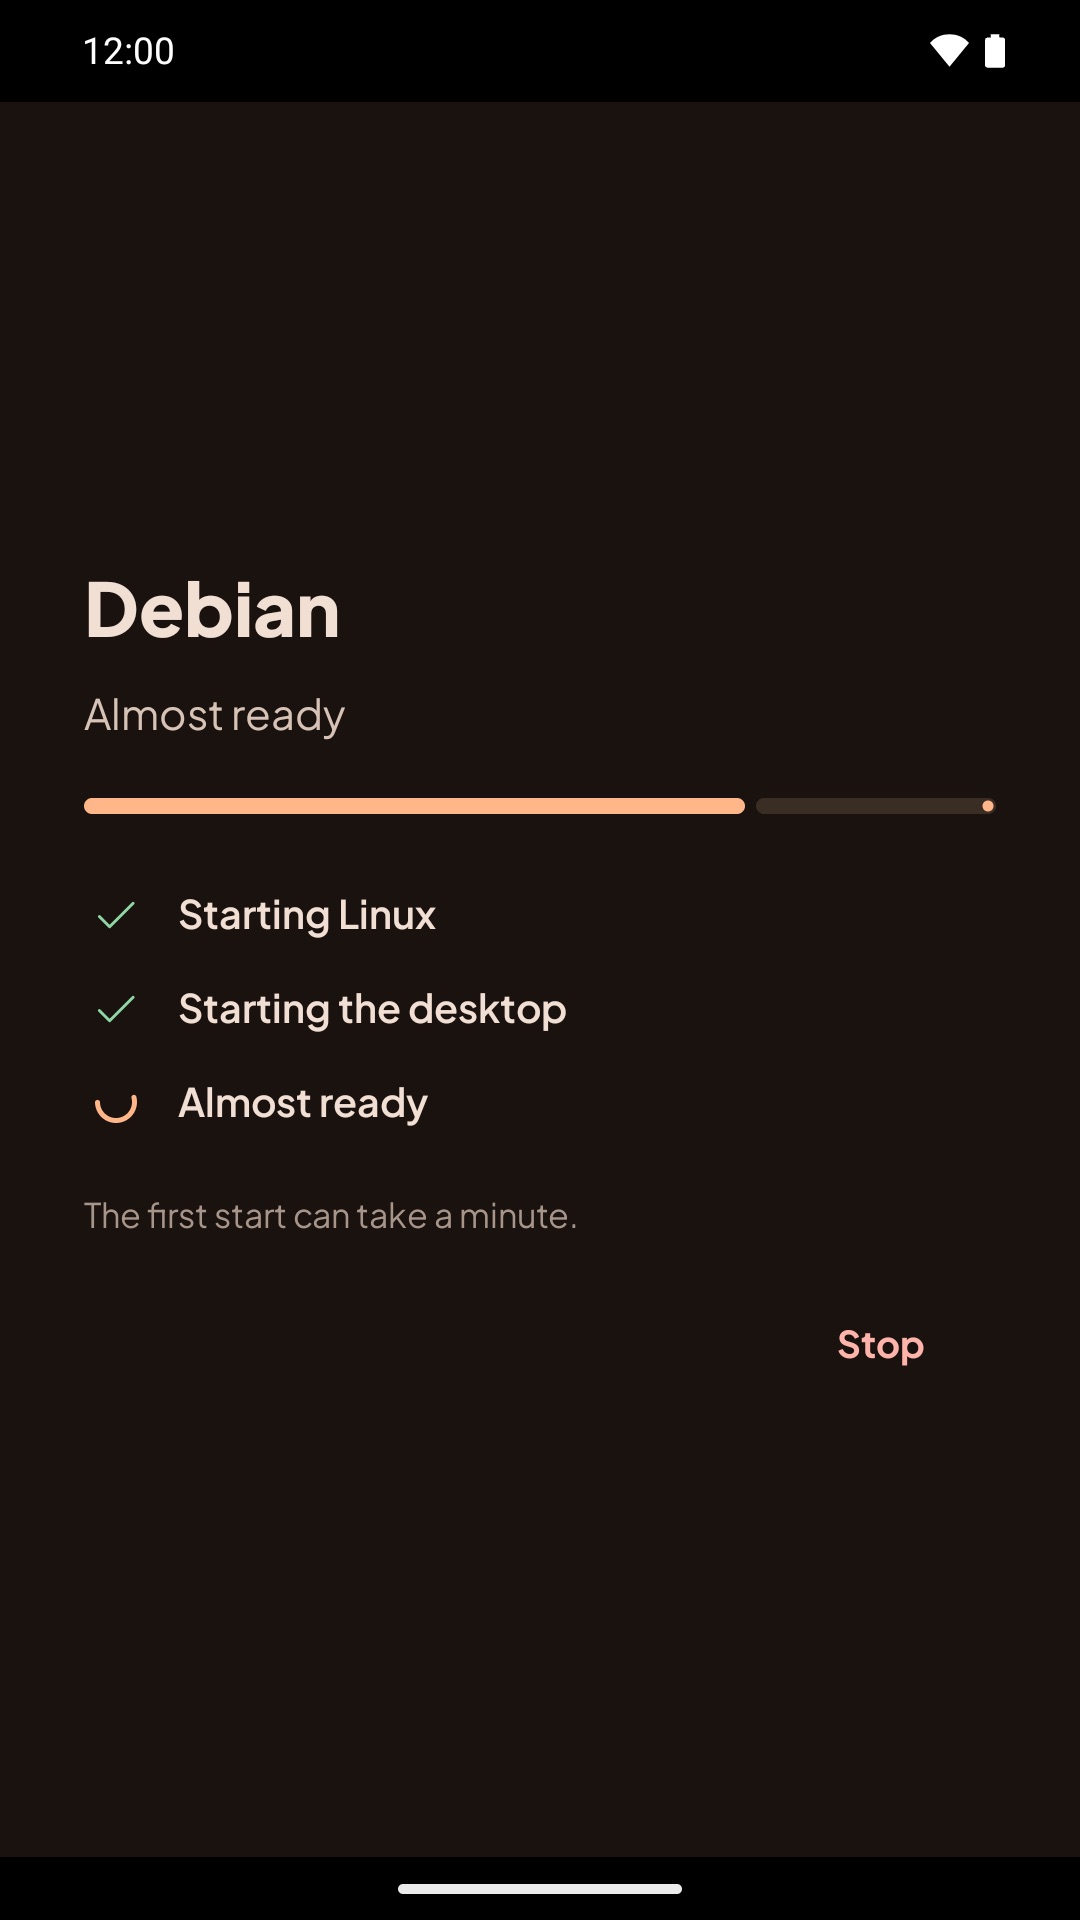 12:00
Debian
Almost ready
Starting Linux
Starting the desktop
Almost ready
The first start can take a minute.
Stop